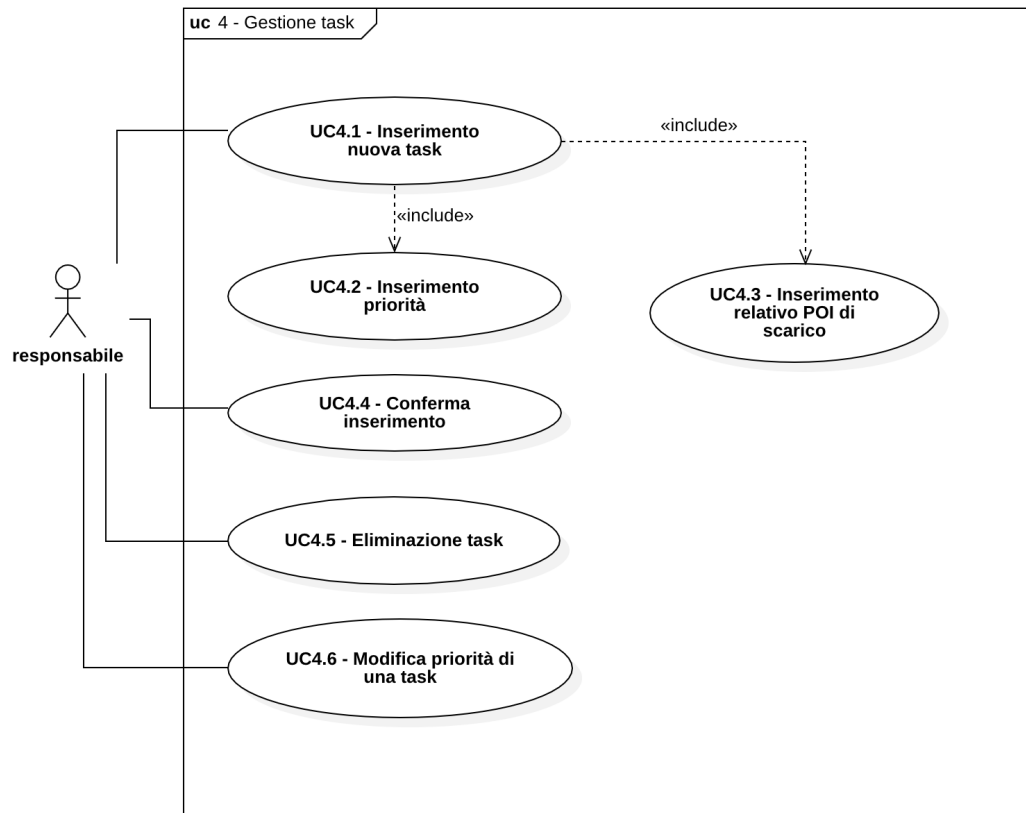 uc 4 - Gestione task
UC4.1 - Inserimento
nuova task
«include»
«include»
UC4.2 - Inserimento
priorità
UC4.3 - Inserimento
relativo POI di
scarico
responsabile
UC4.4 - Conferma
inserimento
UC4.5 - Eliminazione task
UC4.6 - Modifica priorità di
una task